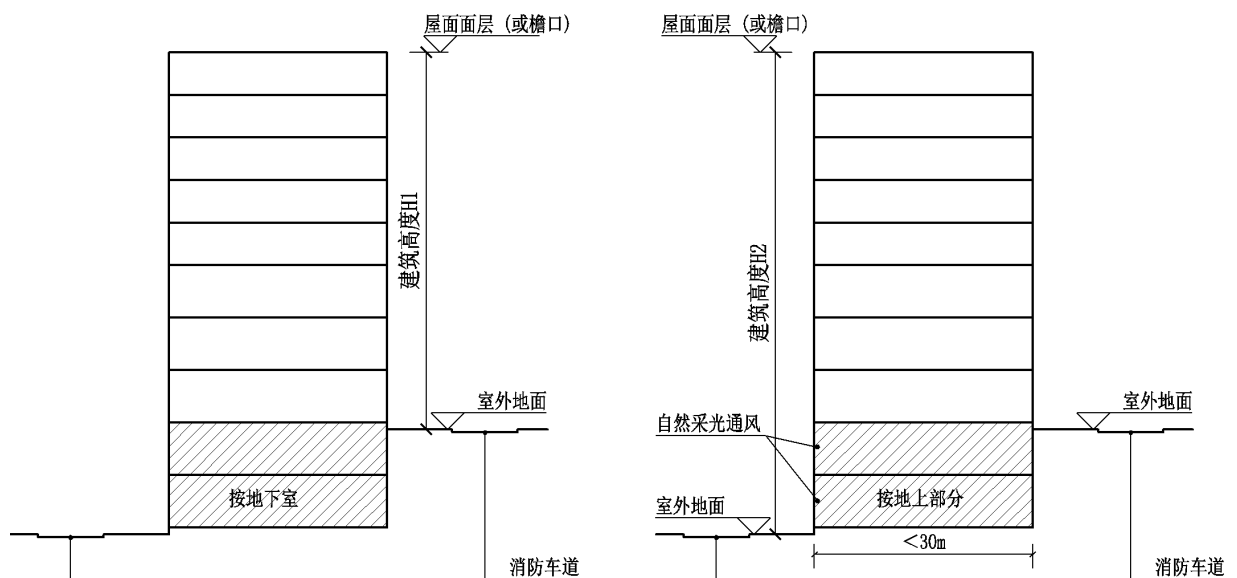 屋面面层（或檐口）
建筑高度H1
室外地面
按地下室
消防车道
屋面面层（或檐口）
建筑高度H2
室外地面
自然采光通风
室外地面
按地上部分
<30m
消防车道